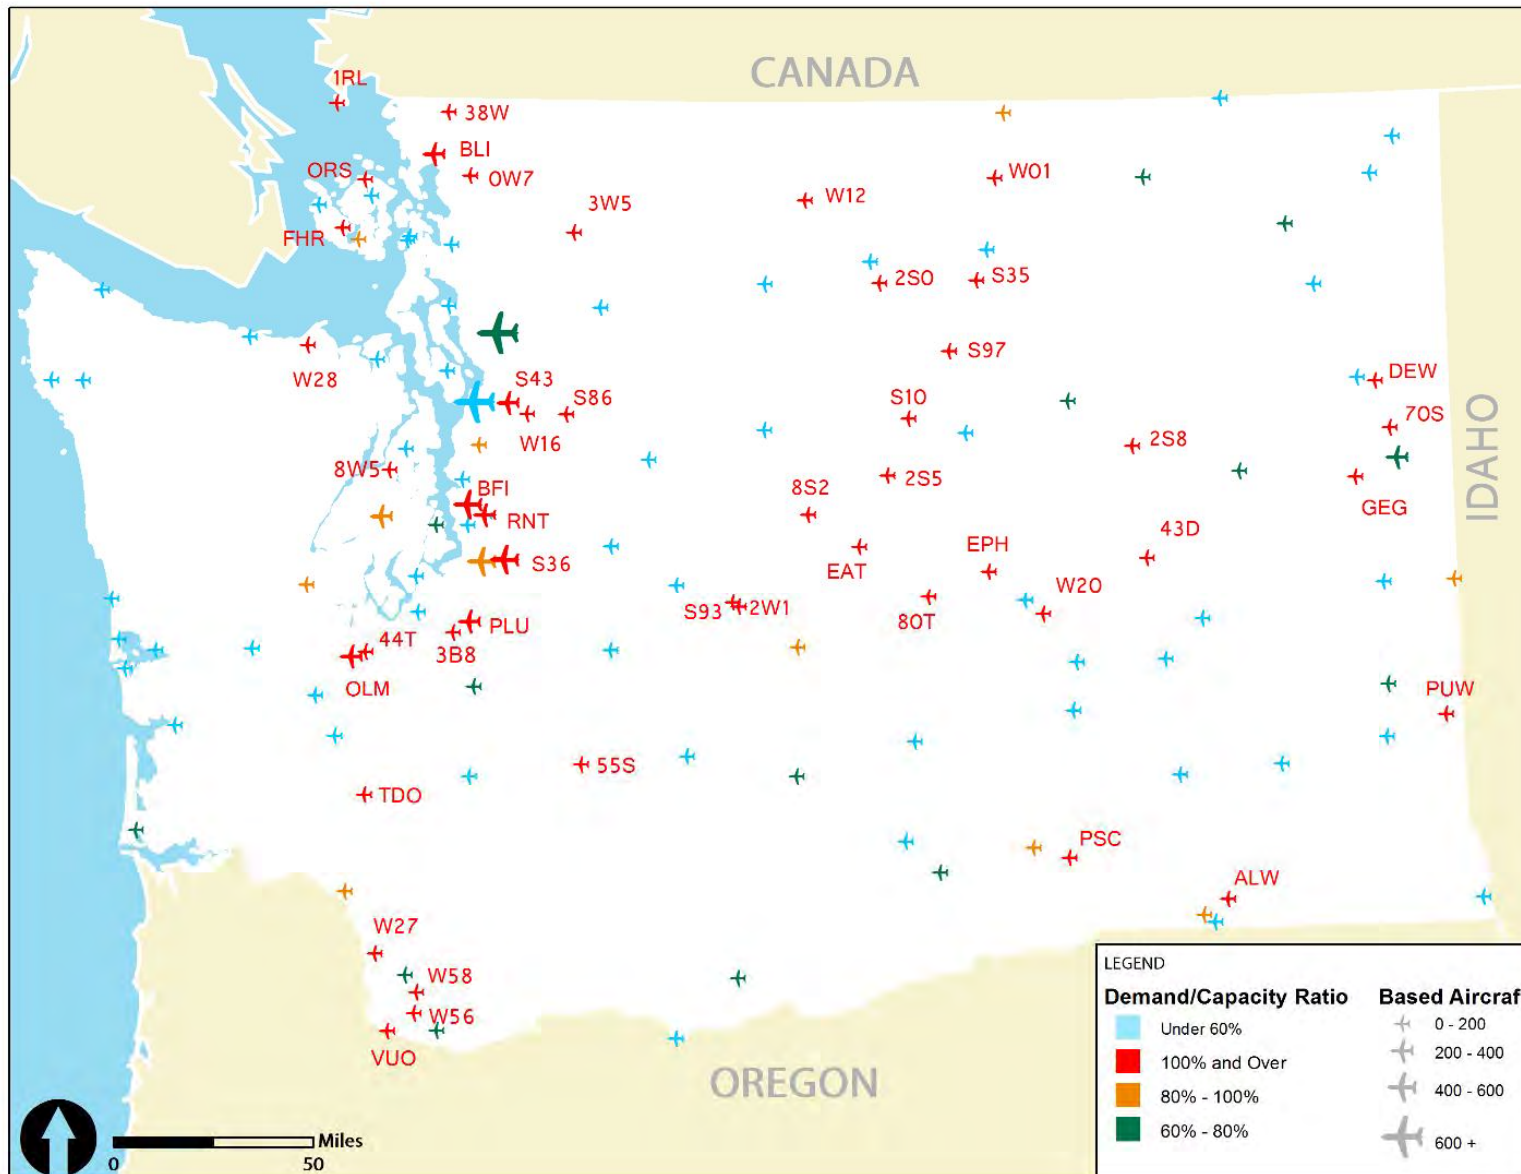 CANADA
1RL
38W
BLI
ORS
0W7
W01
W12
3W5
FHR
2S0
S35
W28
S97
S43
S86
DEW
S10
W16
70S
2S8
8W5
2S5
BFI
8S2
RNT
GEG
IDAHO
43D
S36
EPH
EAT
W20
S93
2W1
80T
PLU
44T
3B8
OLM
PUW
55S
TDO
PSC
ALW
W27
W58
W56
VUO
OREGON
LEGEND
Demand/Capacity Ratio
Under 60%
100% and Over
80% - 100%
60% - 80%
Based Aircraf
0 - 200
200 - 400
400 - 600
600 +
Miles
0 50